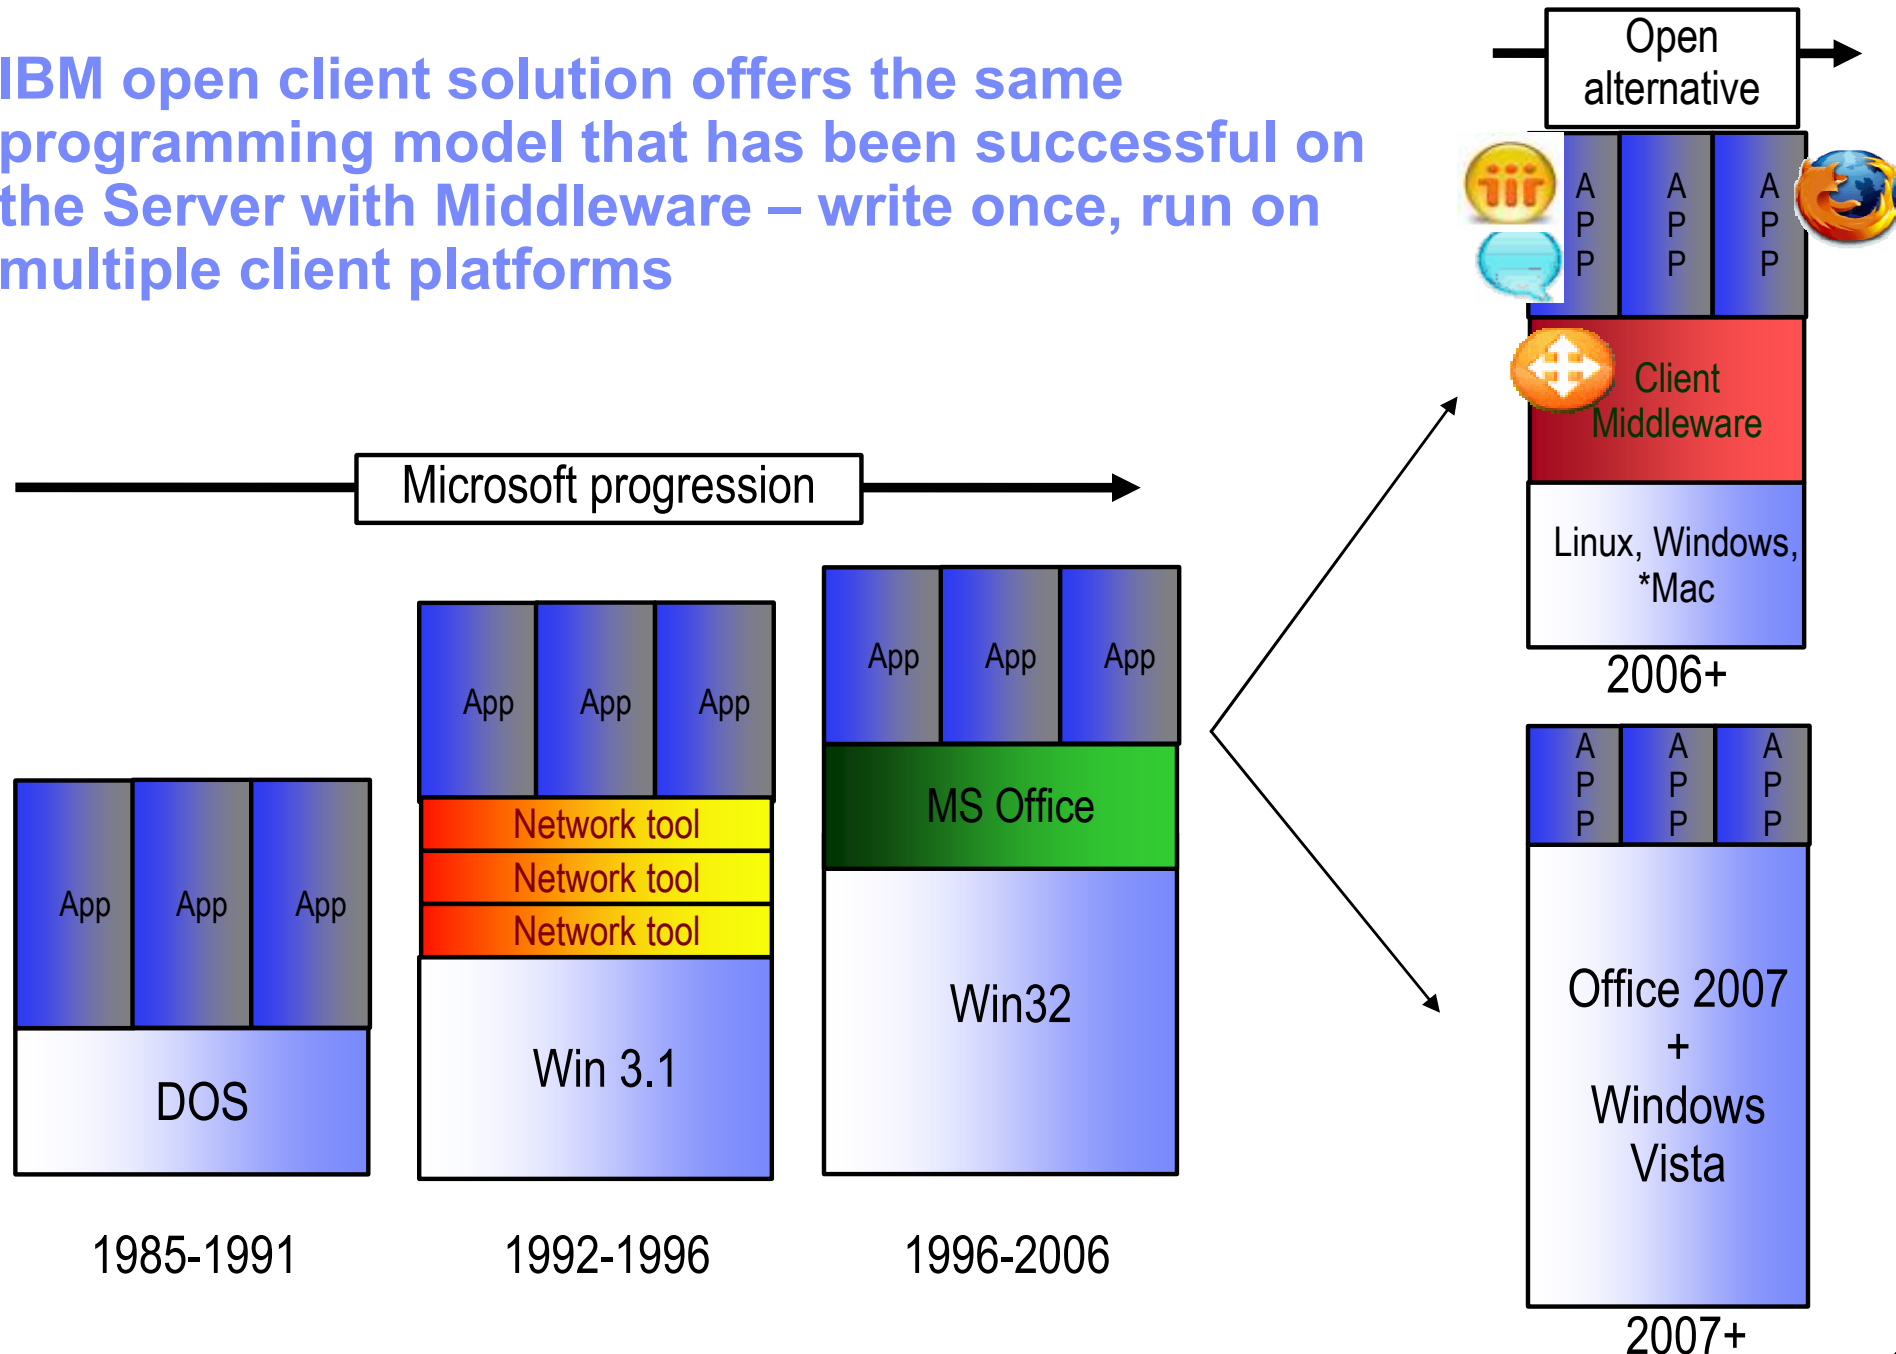 IBM open client solution offers the same
programming model that has been successful on
the Server with Middleware – write once, run on
multiple client platforms
Open
alternative
A
P
P
A
P
P
A
P
P
Client
Middleware
Linux, Windows,
*Mac
2006+
Microsoft progression
App
App
App
DOS
1985-1991
App
App
App
Network tool
Network tool
Network tool
Win 3.1
1992-1996
App
App
App
MS Office
Win32
1996-2006
A
P
P
A
P
P
A
P
P
Office 2007
+
Windows
Vista
2007+